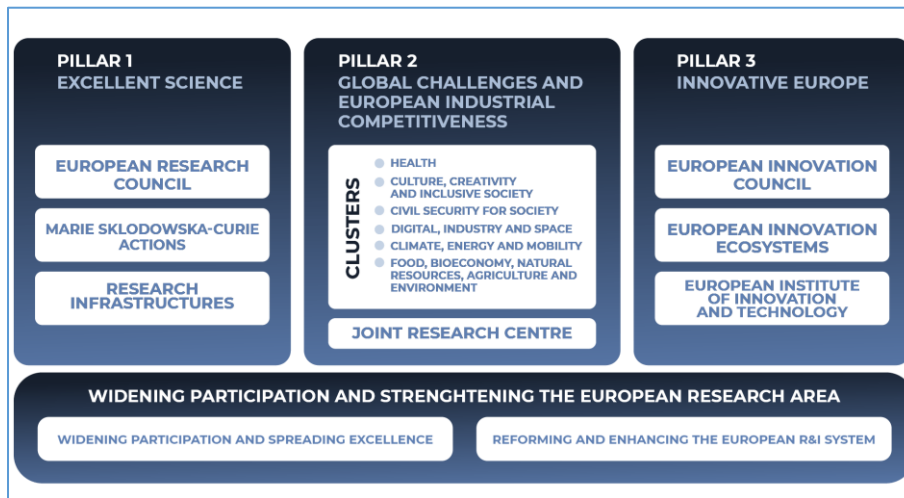 PILLAR 1
EXCELLENT SCIENCE
EUROPEAN RESEARCH
COUNCIL
MARIE SKLODOWSKA-CURIE
ACTIONS
RESEARCH
INFRASTRUCTURES
PILLAR 2
GLOBAL CHALLENGES AND
EUROPEAN INDUSTRIAL
COMPETITIVENESS
CLUSTERS
HEALTH
CULTURE, CREATIVITY
AND INCLUSIVE SOCIETY
CIVIL SECURITY FOR SOCIETY
DIGITAL, INDUSTRY AND SPACE
CLIMATE, ENERGY AND MOBILITY
FOOD, BIOECONOMY, NATURAL
RESOURCES, AGRICULTURE AND
ENVIRONMENT
JOINT RESEARCH CENTRE
PILLAR 3
INNOVATIVE EUROPE
EUROPEAN INNOVATION
COUNCIL
EUROPEAN INNOVATION
ECOSYSTEMS
EUROPEAN INSTITUTE
OF INNOVATION
AND TECHNOLOGY
WIDENING PARTICIPATION AND STRENGHTENING THE EUROPEAN RESEARCH AREA
WIDENING PARTICIPATION AND SPREADING EXCELLENCE
REFORMING AND ENHANCING THE EUROPEAN R&I SYSTEM